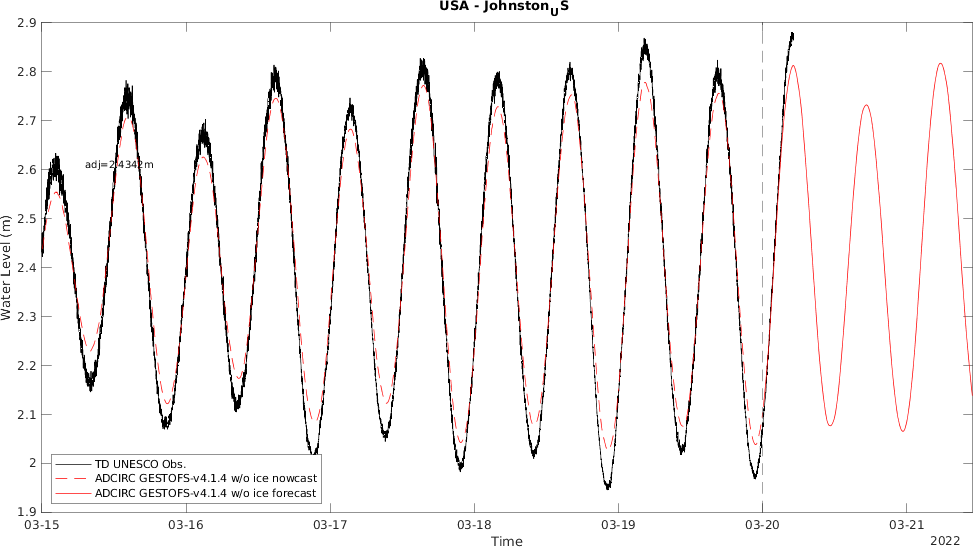 USA - Johnston_US
2.9
2.8
2.7
2.6
2.5
2.4
2.3
2.2
2.1
2
1.9
Water Level (m)
adj=2.4342m
TD UNESCO Obs.
ADCIRC GESTOFS-v4.1.4 w/o ice nowcast
ADCIRC GESTOFS-v4.1.4 w/o ice forecast
03-15 03-16 03-17 03-18 03-19 03-20 03-21
Time
2022